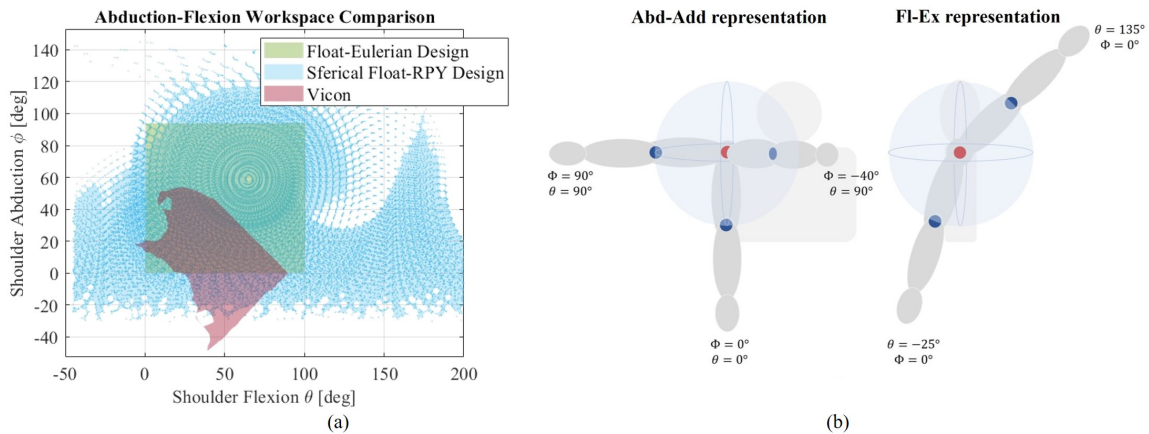 Abduction-Flexion Workspace Comparison
140
120
100
80
60
40
20
0
-20
-40
Shoulder Abduction ϕ [deg]
Float-Eulerian Design
Sferical Float-RPY Design
Vicon
-50
0
50
100
150
200
Shoulder Flexion θ [deg]
(a)
Abd-Add representation
Φ = 90°
θ = 90°
Φ = −40°
θ = 90°
Φ = 0°
θ = 0°
Fl-Ex representation
θ = 135°
Φ = 0°
θ = −25°
Φ = 0°
(b)